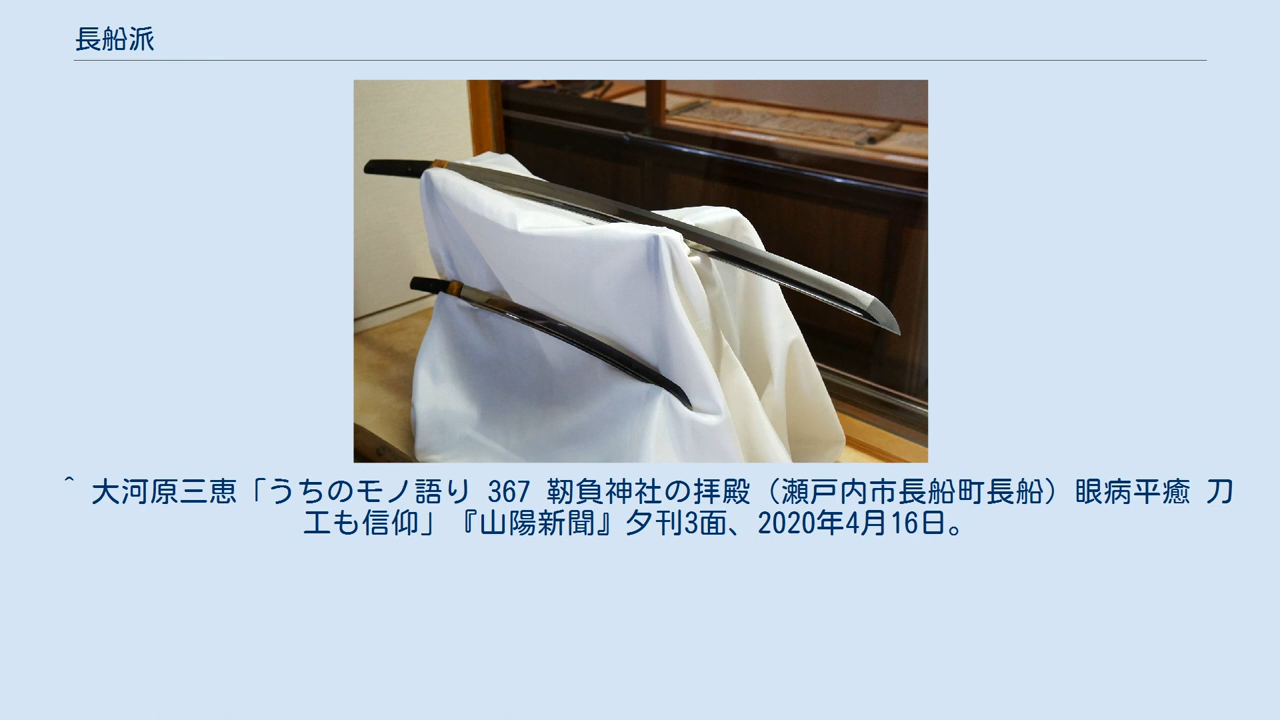 長船派
^ 大河原三恵「うちのモノ語り 367 靭負神社の拝殿（瀬戸内市長船町長船）眼病平癒 刀
工も信仰」『山陽新聞』夕刊3面、2020年4月16日。